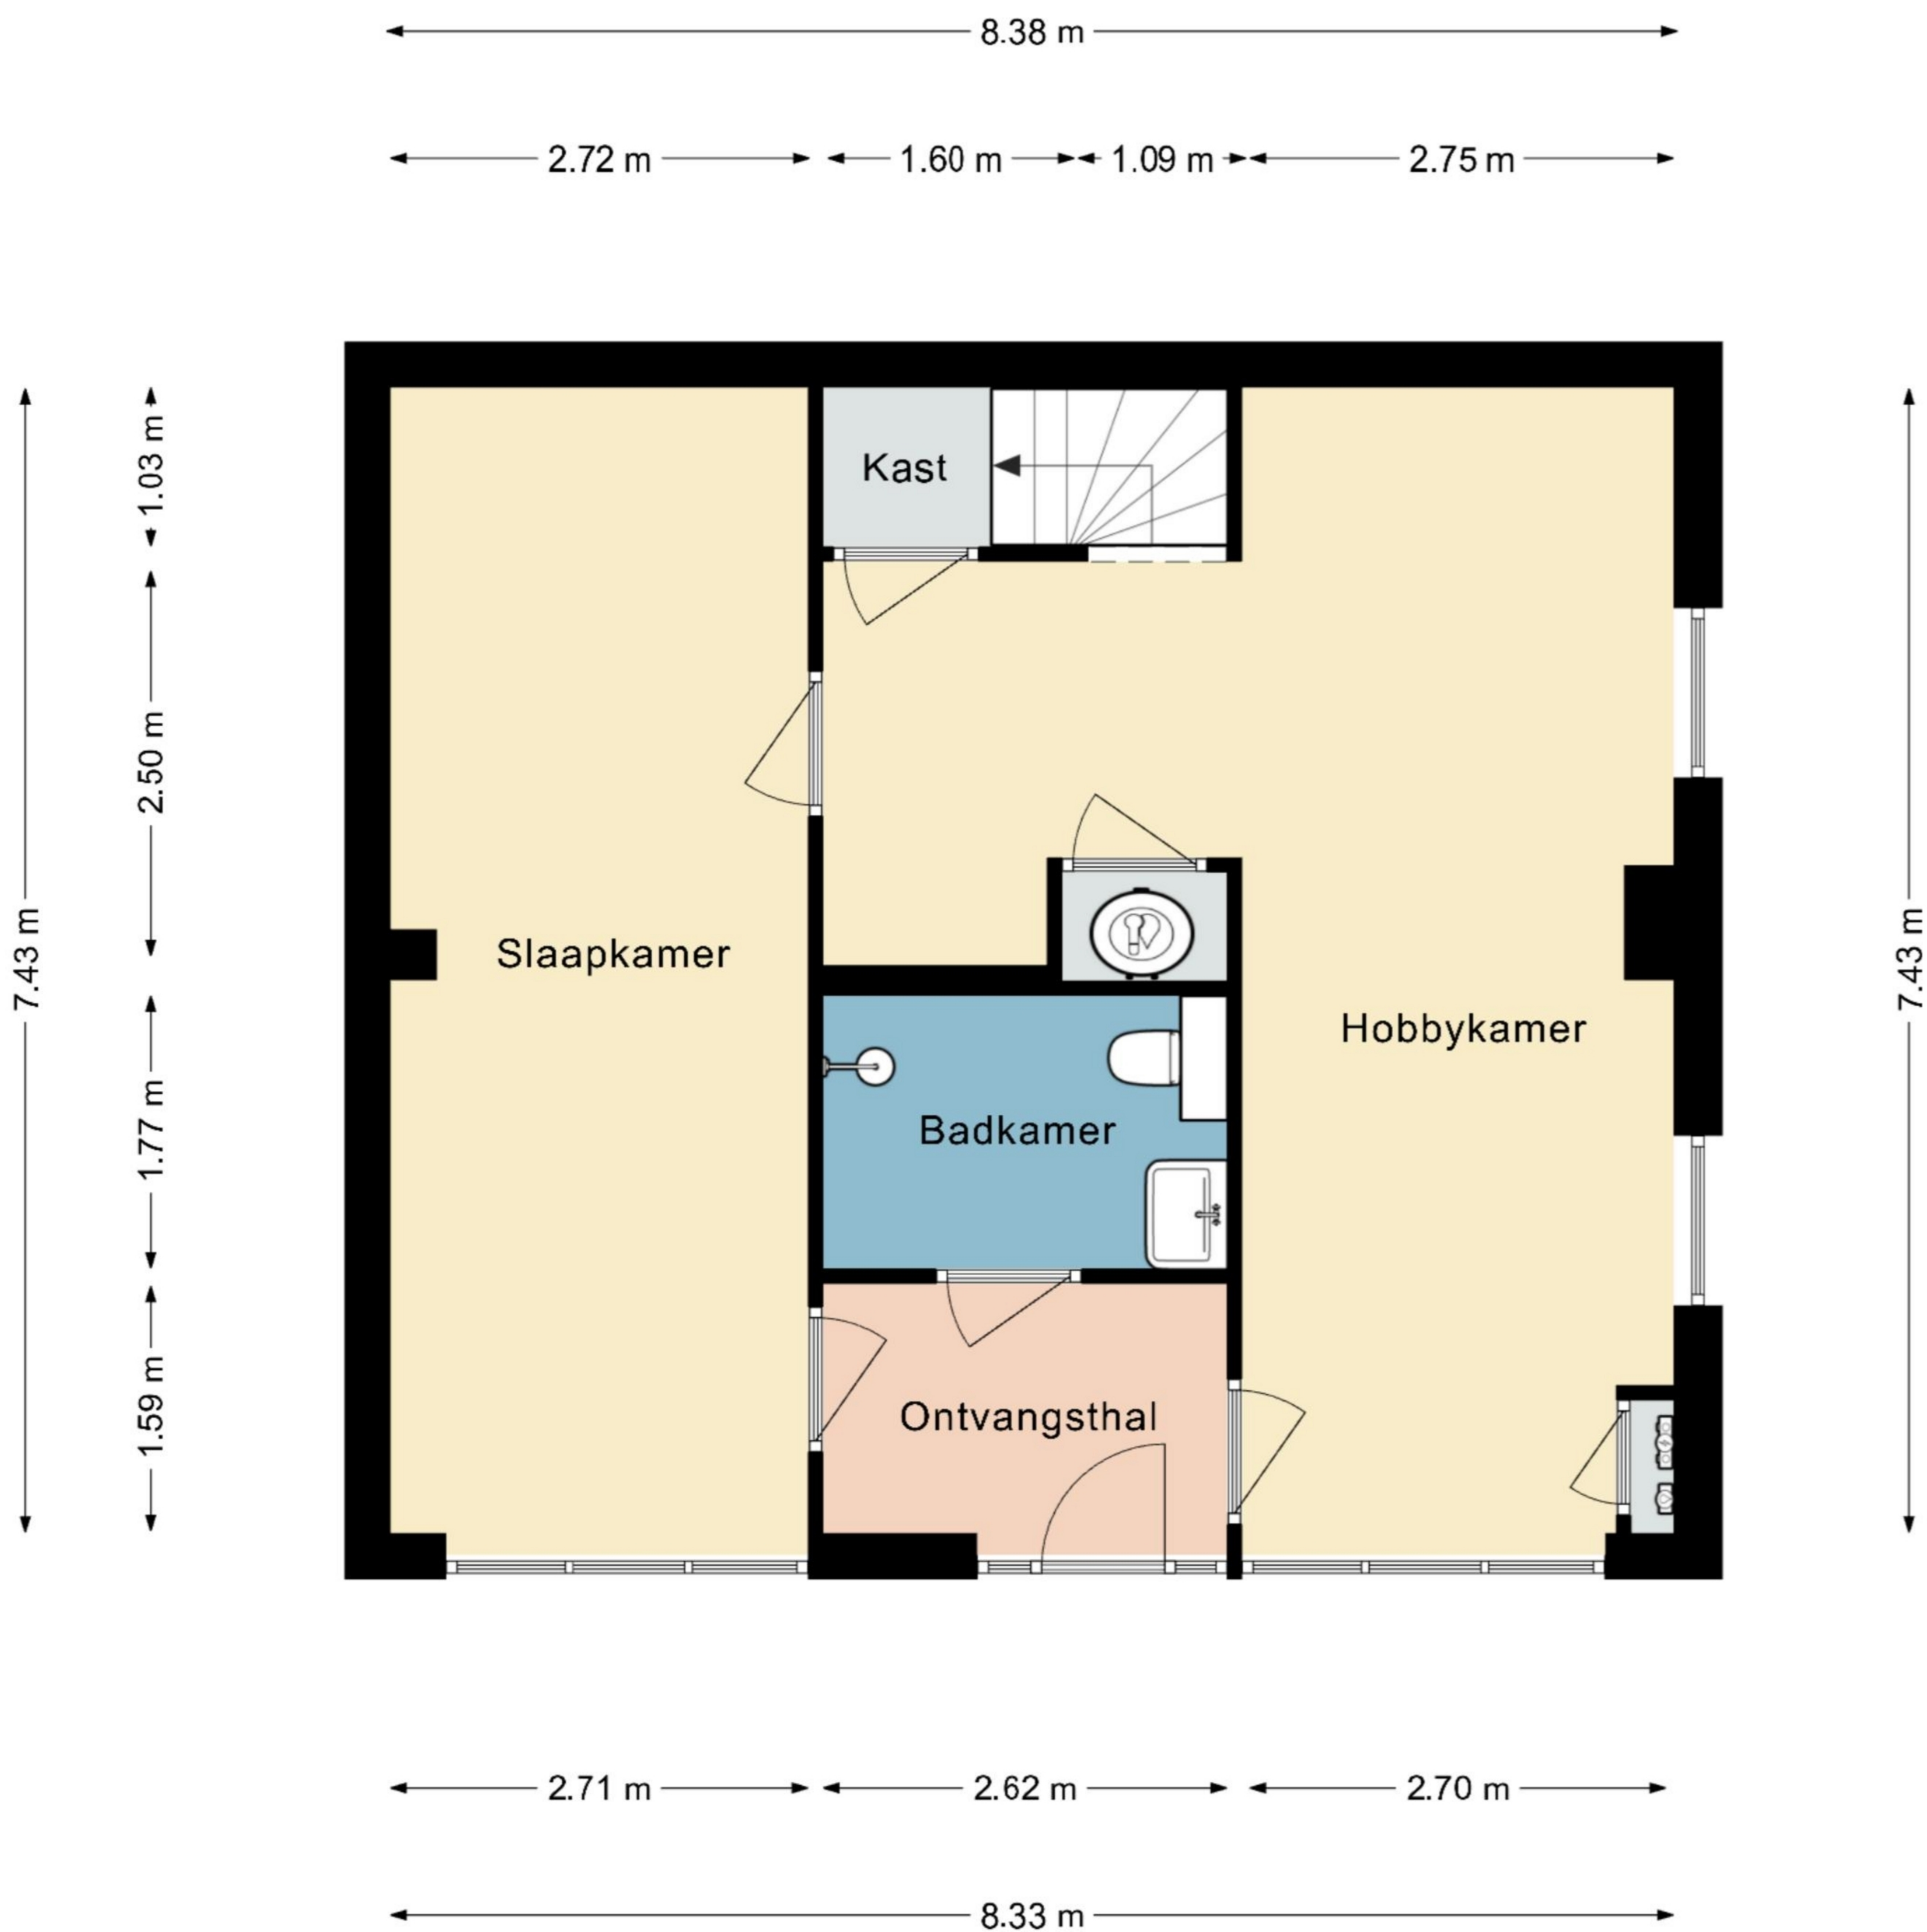 8.38 m
2.72 m
1.60 m
1.09 m
2.75 m
1.03 m
2.50 m
1.77 m
1.59 m
7.43 m
7.43 m
Kast
Slaapkamer
Hobbykamer
Badkamer
Ontvangsthal
2.71 m
2.62 m
2.70 m
8.33 m